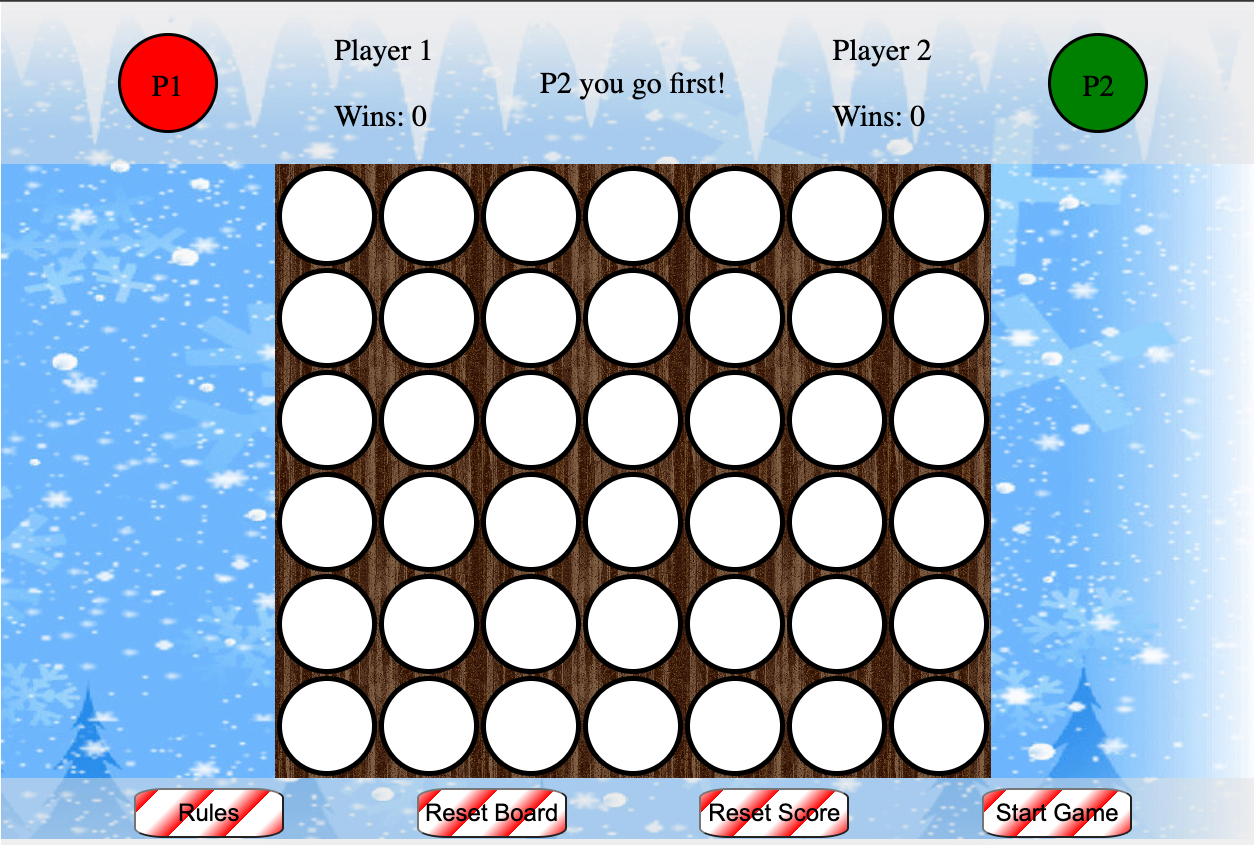 P1
Player 1
Wins: 0
P2 you go first!
Player 2
Wins: 0
P2
Rules
Reset Board
Reset Score
Start Game